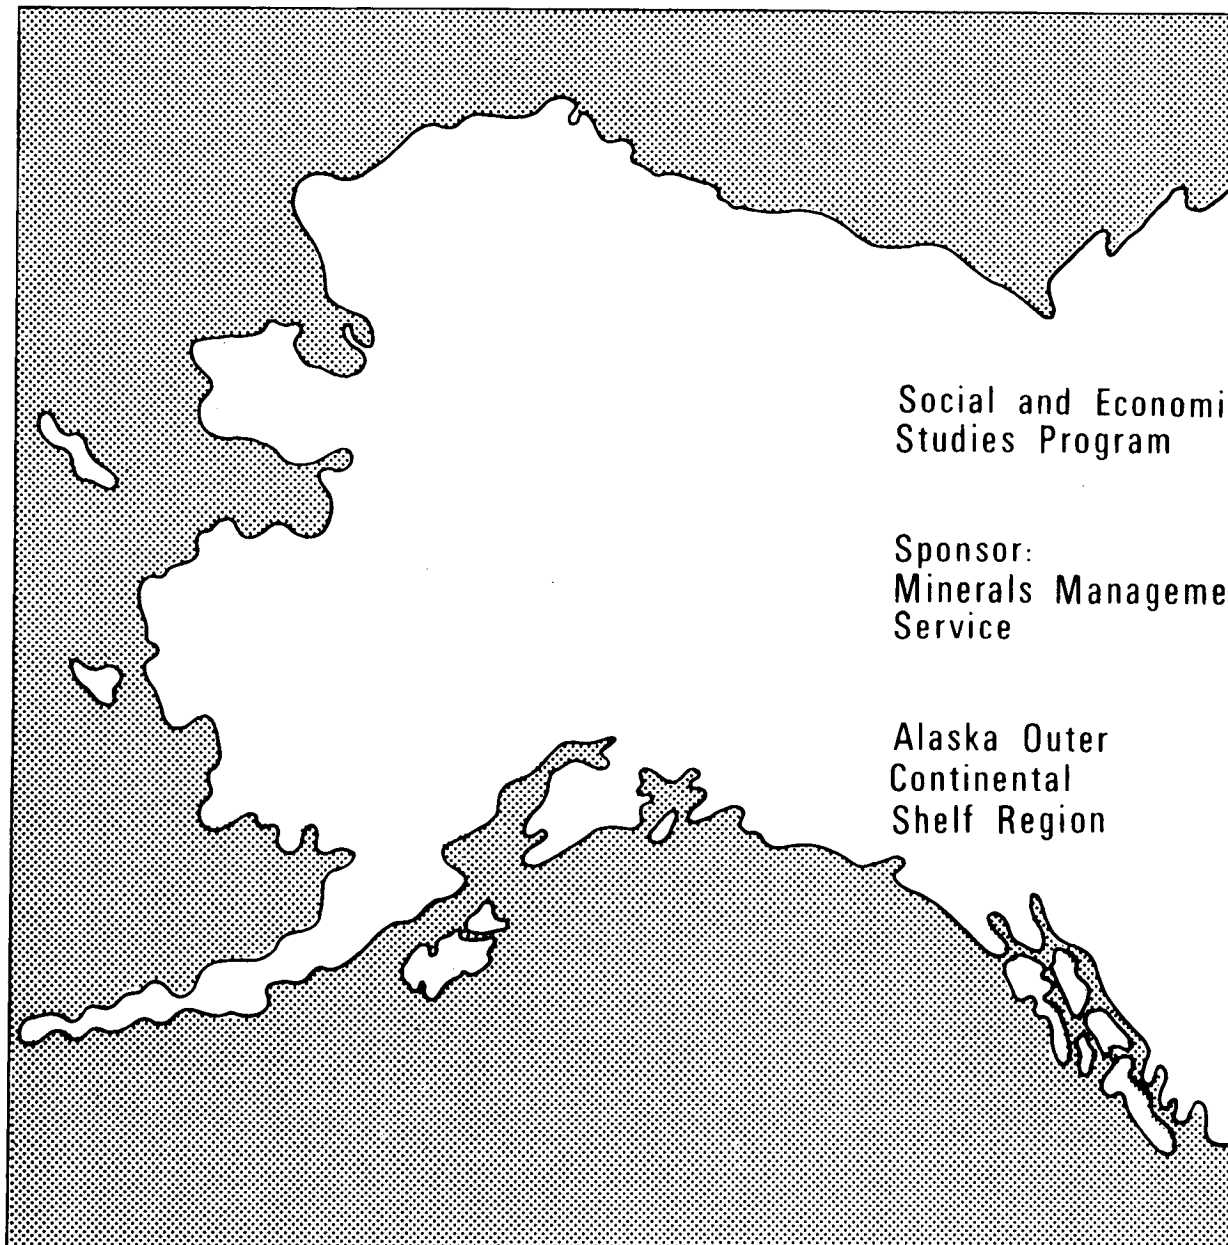 Social and Economi
Studies Program
Sponsor:
Minerals Manageme
Service
Alaska Outer
Continental
Shelf Region